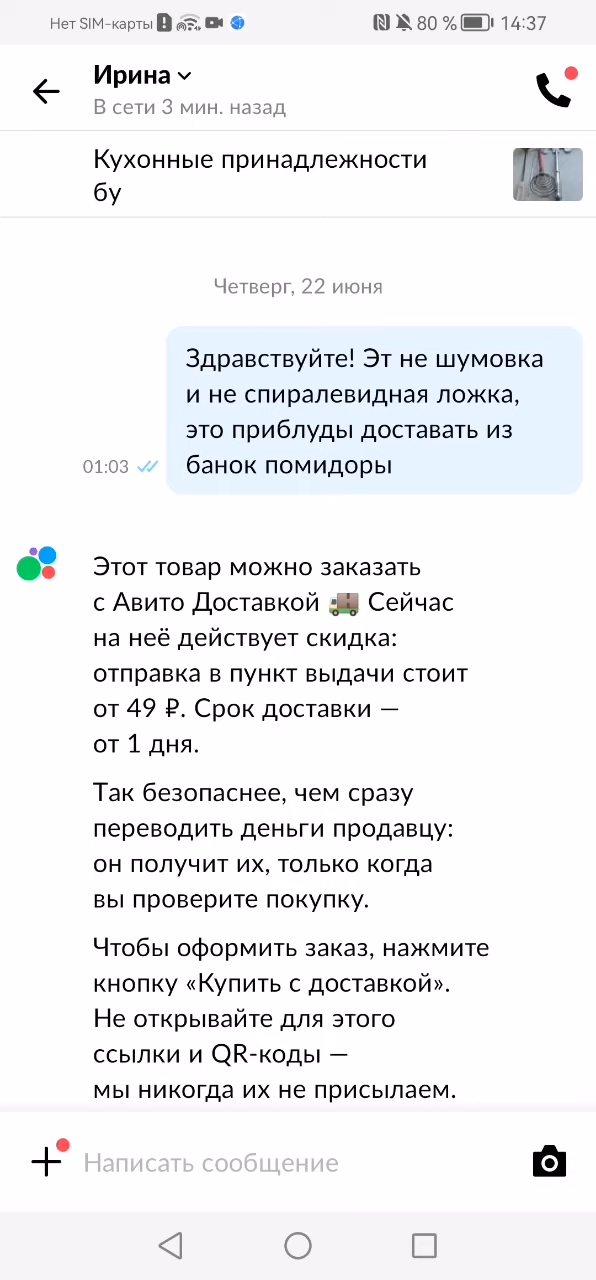 Нет SIM-карты 80 % 14:37
Ирина
В сети 3 мин. назад
Кухонные принадлежности
бу
Четверг, 22 июня
Здравствуйте! Эт не шумовка
и не спиралевидная ложка,
это приблуды доставать из
банок помидоры
01:03
Этот товар можно заказать
с Авито Доставкой 🚚 Сейчас
на неё действует скидка:
отправка в пункт выдачи стоит
от 49 ₽. Срок доставки —
от 1 дня.
Так безопаснее, чем сразу
переводить деньги продавцу:
он получит их, только когда
вы проверите покупку.
Чтобы оформить заказ, нажмите
кнопку «Купить с доставкой».
Не открывайте для этого
ссылки и QR-коды —
мы никогда их не присылаем.
Написать сообщение